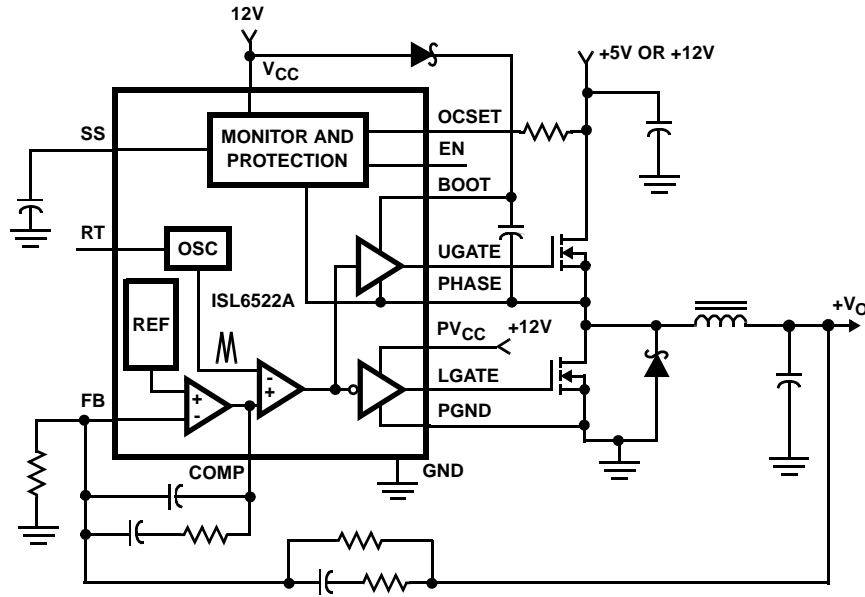 12V
+5V OR +12V
VCC
SS
MONITOR AND
PROTECTION
OCSET
EN
BOOT
RT
OSC
UGATE
ISL6522A
PHASE
REF
PVCC
+12V
+VO
LGATE
FB
+
-
-
+
PGND
COMP
GND